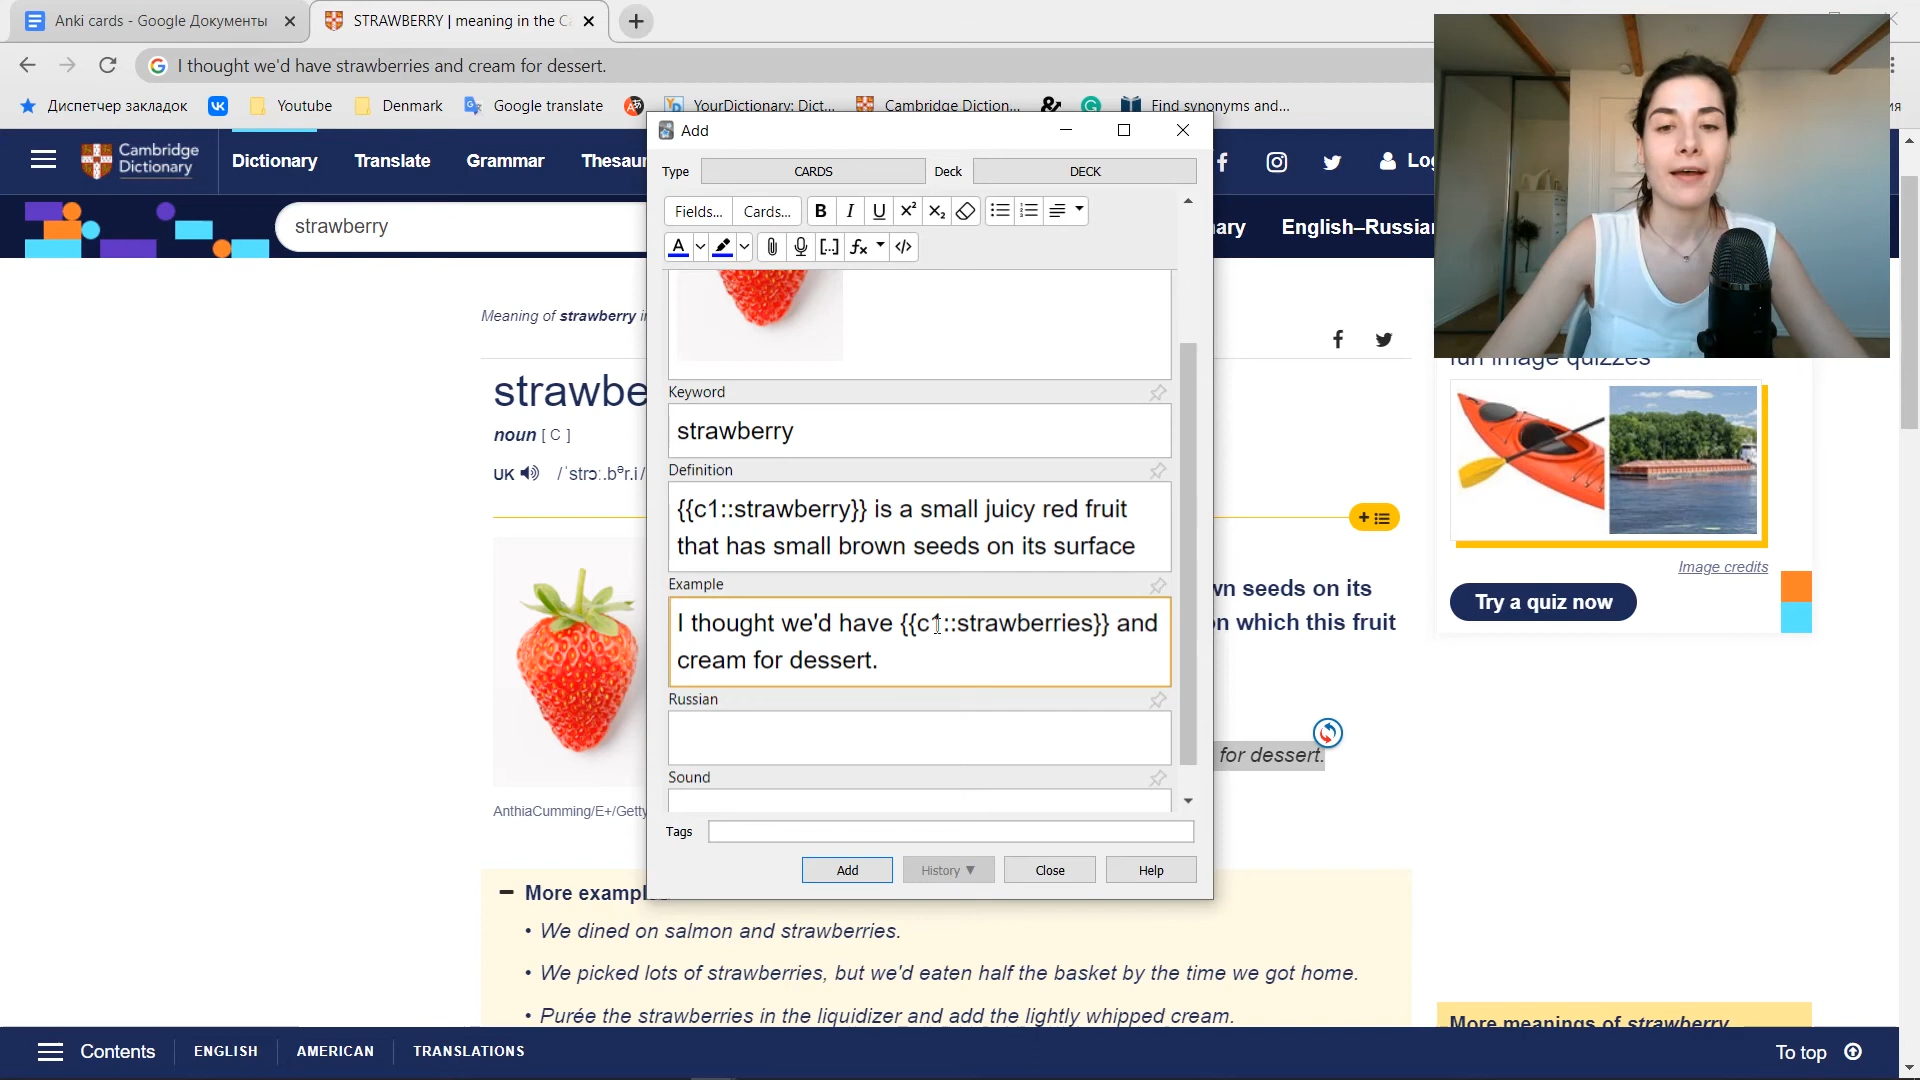 Anki cards - Google Документы
STRAWBERRY | meaning in the C
I thought we'd have strawberries and cream for dessert.
Диспетчер закладок
Youtube
Denmark
Google translate
YourDictionary: Dict...
Cambridge Diction...
Find synonyms and...
Cambridge
Dictionary
Dictionary
Translate
Grammar
Thesau
Log
strawberry
English–Russian
Add
Type
CARDS
Deck
DECK
Fields...
Cards...
Keyword
strawberry
Definition
{{c1::strawberry}} is a small juicy red fruit
that has small brown seeds on its surface
Example
I thought we'd have {{c1::strawberries}} and
cream for dessert.
Russian
Sound
Tags
Add
History ▼
Close
Help
Meaning of strawberry i
strawbe
noun [ C ]
UK /ˈstrɔː.bᵊr.i/
wn seeds on its
n which this fruit
for dessert.
AnthiaCumming/E+/Getty
More exampl
• We dined on salmon and strawberries.
• We picked lots of strawberries, but we'd eaten half the basket by the time we got home.
• Purée the strawberries in the liquidizer and add the lightly whipped cream.
fun image quizzes
Image credits
Try a quiz now
More meanings of strawberry
Contents
ENGLISH
AMERICAN
TRANSLATIONS
To top